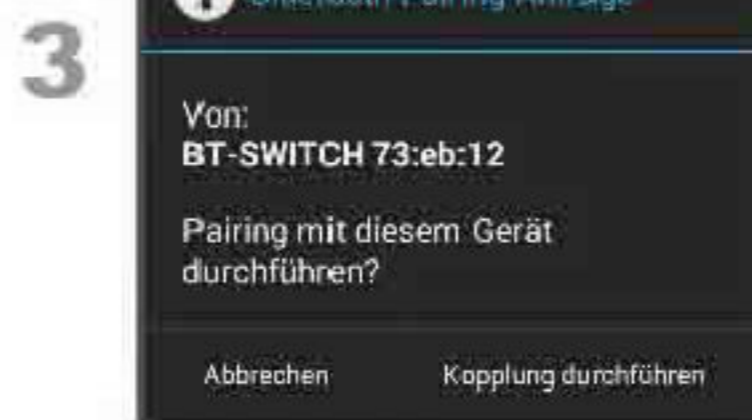 3
Von:
BT-SWITCH 73:eb:12
Pairing mit diesem Gerät
durchführen?
Abbrechen Kopplung durchführen